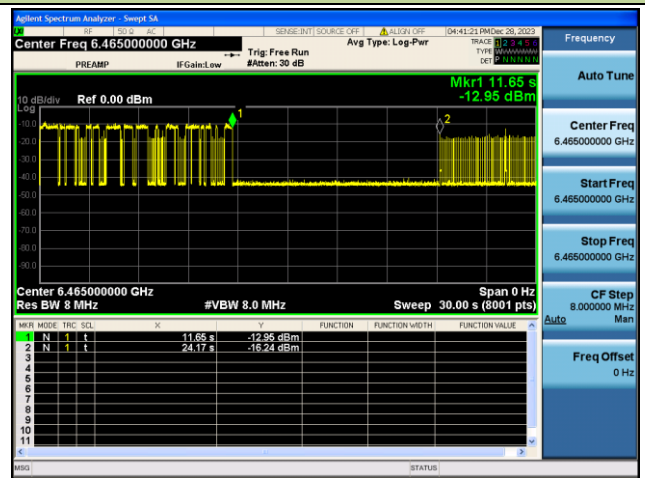 Agilent Spectrum Analyzer - Swept SA
RF 50 Ω AC SENSE:INT SOURCE OFF ALIGN OFF 04:41:21 PM Dec 28, 2023
Center Freq 6.465000000 GHz
PREAMP IFGain:Low
Trig: Free Run
#Atten: 30 dB
Avg Type: Log-Pwr
TRACE 1 2 3 4 5 6
TYPE
DET P N N N N N
Mkr1 11.65 s
-12.95 dBm
10 dB/div Ref 0.00 dBm
Log
1
2
-10.0
-20.0
-30.0
-40.0
-50.0
-60.0
-70.0
-80.0
-90.0
Center 6.465000000 GHz Span 0 Hz
Res BW 8 MHz #VBW 8.0 MHz Sweep 30.00 s (8001 pts)
MKR MODE TRC SCL X Y FUNCTION FUNCTION WIDTH FUNCTION VALUE
1 N 1 t 11.65 s -12.95 dBm
2 N 1 t 24.17 s -16.24 dBm
3
4
5
6
7
8
9
10
11
MSG STATUS
Frequency
Auto Tune
Center Freq
6.465000000 GHz
Start Freq
6.465000000 GHz
Stop Freq
6.465000000 GHz
CF Step
8.000000 MHz
Auto Man
Freq Offset
0 Hz